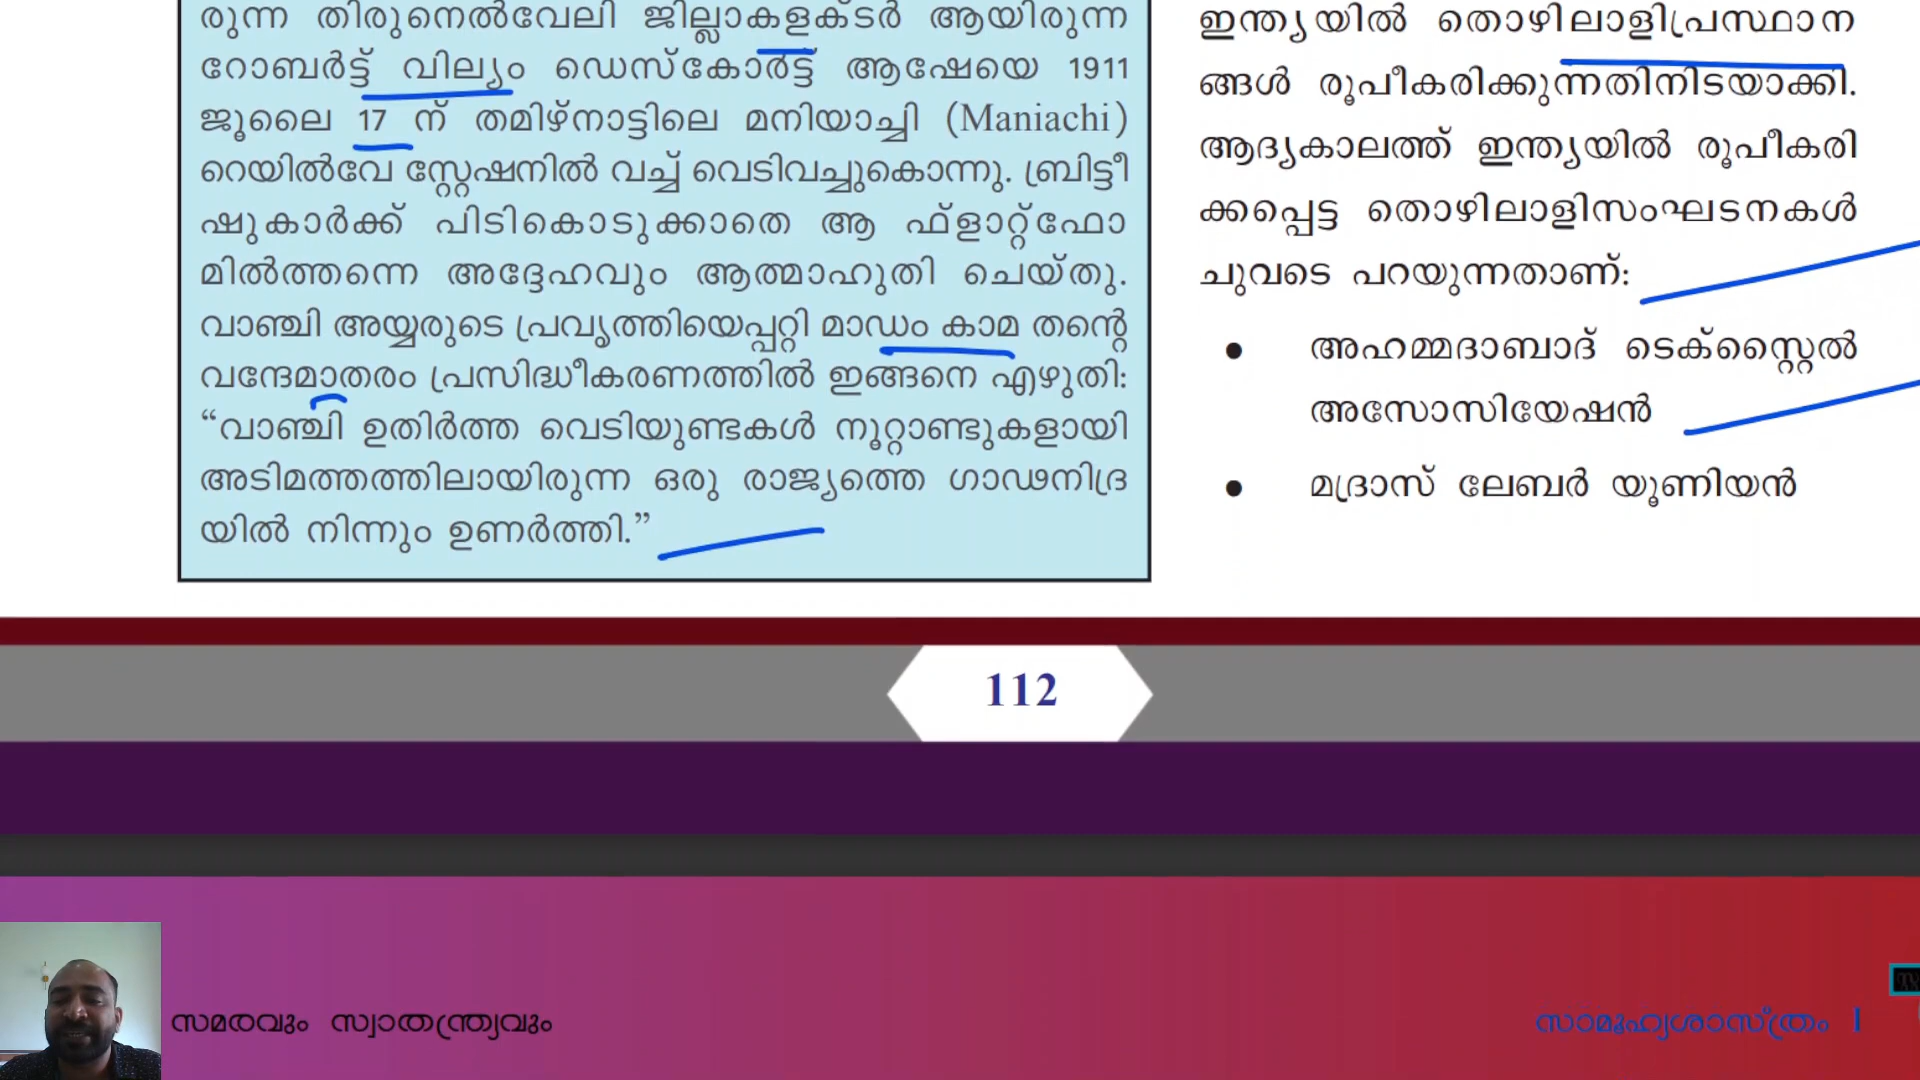 രുന്ന തിരുനെൽവേലി ജില്ലാകളക്ടർ ആയിരുന്ന
റോബർട്ട് വില്യം ഡെസ്കോർട്ട് ആഷേയെ 1911
ജൂലൈ 17 ന് തമിഴ്നാട്ടിലെ മനിയാച്ചി (Maniachi)
റെയിൽവേ സ്റ്റേഷനിൽ വച്ച് വെടിവച്ചുകൊന്നു. ബ്രിട്ടീ
ഷുകാർക്ക് പിടികൊടുക്കാതെ ആ ഫ്ളാറ്റ്ഫോ
മിൽത്തന്നെ അദ്ദേഹവും ആത്മാഹുതി ചെയ്തു.
വാഞ്ചി അയ്യരുടെ പ്രവൃത്തിയെപ്പറ്റി മാഡം കാമ തന്റെ
വന്ദേമാതരം പ്രസിദ്ധീകരണത്തിൽ ഇങ്ങനെ എഴുതി:
“വാഞ്ചി ഉതിർത്ത വെടിയുണ്ടകൾ നൂറ്റാണ്ടുകളായി
അടിമത്തത്തിലായിരുന്ന ഒരു രാജ്യത്തെ ഗാഢനിദ്ര
യിൽ നിന്നും ഉണർത്തി.”
ഇന്ത്യയിൽ തൊഴിലാളിപ്രസ്ഥാന
ങ്ങൾ രൂപീകരിക്കുന്നതിനിടയാക്കി.
ആദ്യകാലത്ത് ഇന്ത്യയിൽ രൂപീകരി
ക്കപ്പെട്ട തൊഴിലാളിസംഘടനകൾ
ചുവടെ പറയുന്നതാണ്:
• അഹമ്മദാബാദ് ടെക്സ്റ്റൈൽ
അസോസിയേഷൻ
• മദ്രാസ് ലേബർ യൂണിയൻ
112
സമരവും സ്വാതന്ത്ര്യവും
സാമൂഹ്യശാസ്ത്രം I